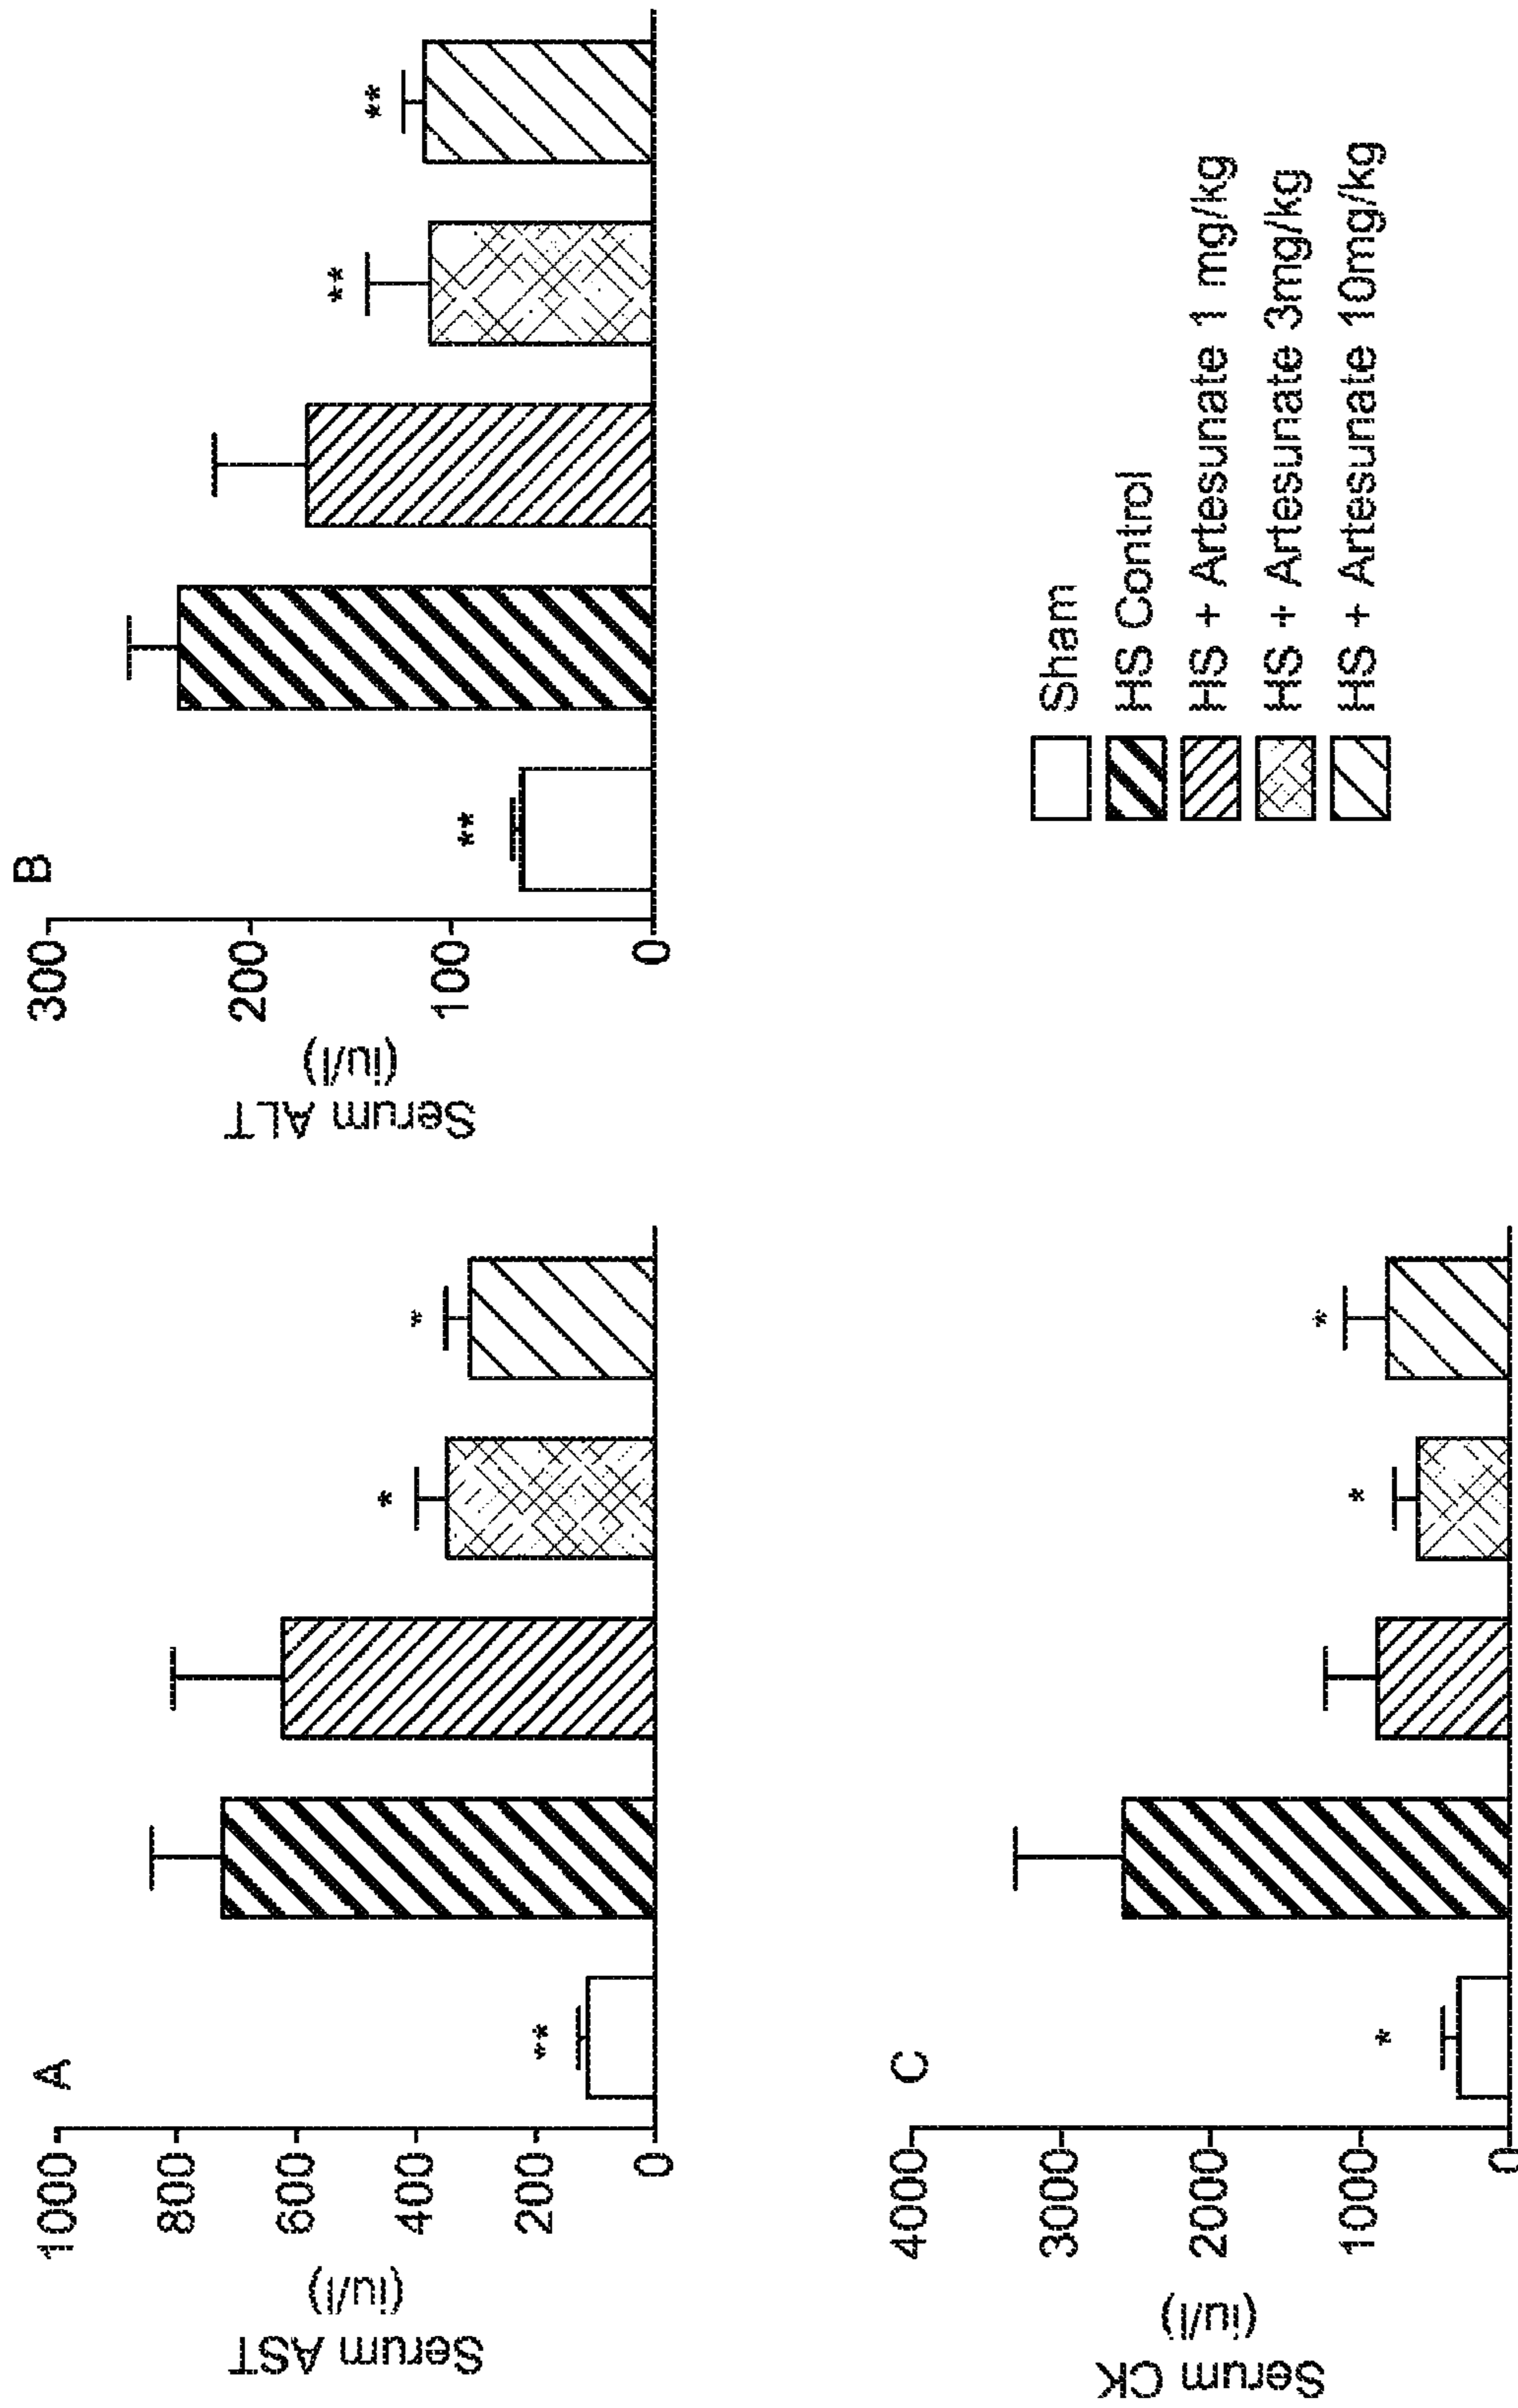 A
1000
800
600
400
200
0
Serum AST
(iu/l)
**
*
*
B
300
200
100
0
Serum ALT
(iu/l)
**
**
**
C
4000
3000
2000
1000
0
Serum CK
(iu/l)
*
*
*
Sham
HS Control
HS + Artesunate 1 mg/kg
HS + Artesunate 3mg/kg
HS + Artesunate 10mg/kg